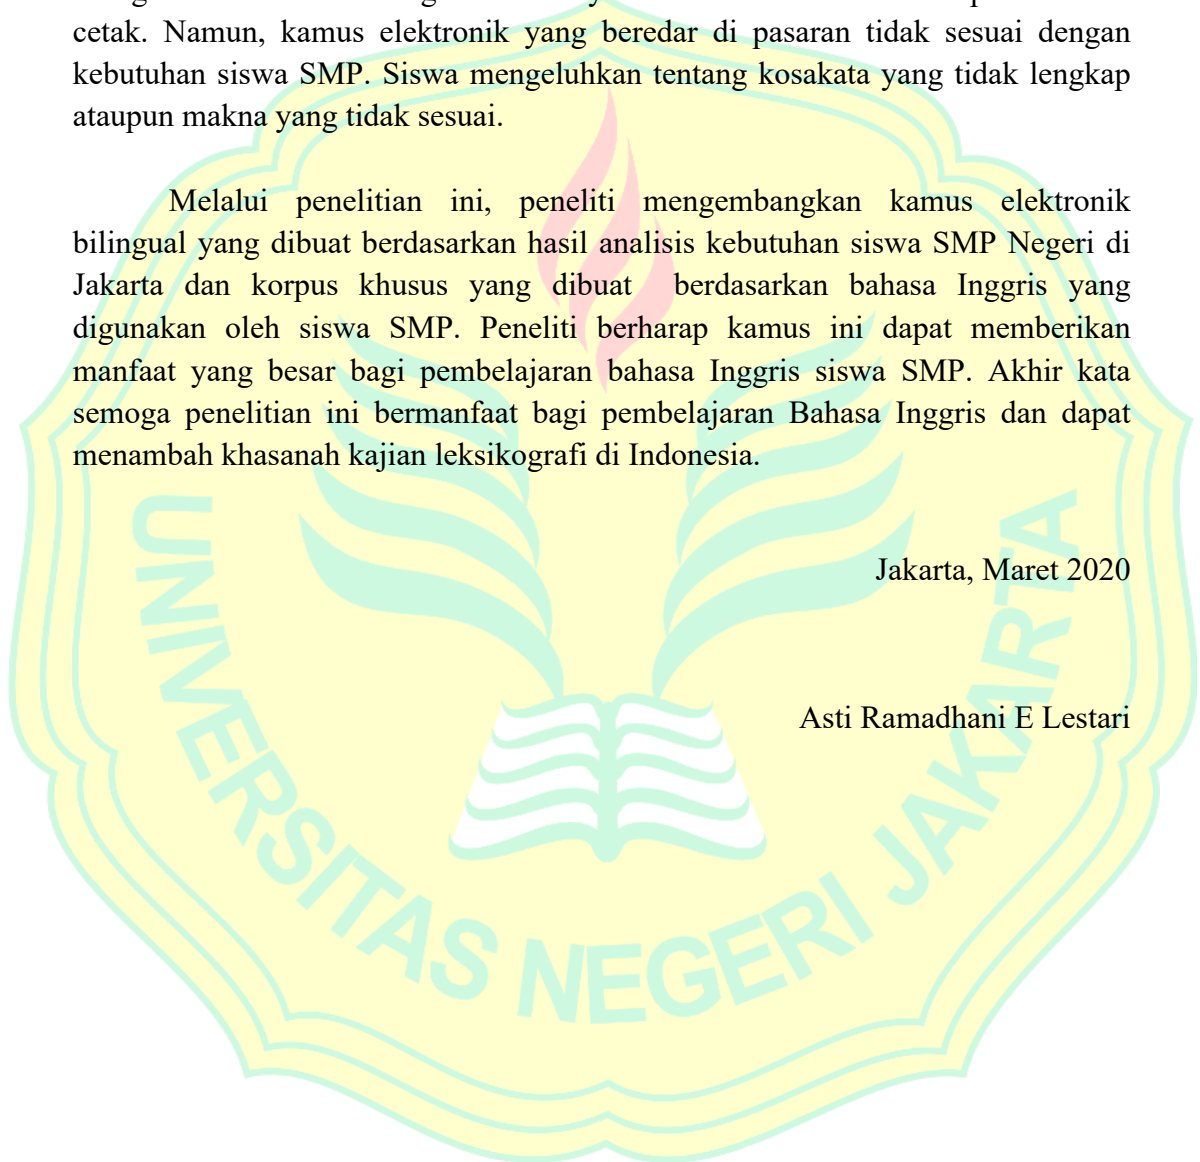 cetak. Namun, kamus elektronik yang beredar di pasaran tidak sesuai dengan
kebutuhan siswa SMP. Siswa mengeluhkan tentang kosakata yang tidak lengkap
ataupun makna yang tidak sesuai.
Melalui penelitian ini, peneliti mengembangkan kamus elektronik
bilingual yang dibuat berdasarkan hasil analisis kebutuhan siswa SMP Negeri di
Jakarta dan korpus khusus yang dibuat berdasarkan bahasa Inggris yang
digunakan oleh siswa SMP. Peneliti berharap kamus ini dapat memberikan
manfaat yang besar bagi pembelajaran bahasa Inggris siswa SMP. Akhir kata
semoga penelitian ini bermanfaat bagi pembelajaran Bahasa Inggris dan dapat
menambah khasanah kajian leksikografi di Indonesia.
Jakarta, Maret 2020
Asti Ramadhani E Lestari
UNIVERSITAS NEGERI JAKARTA